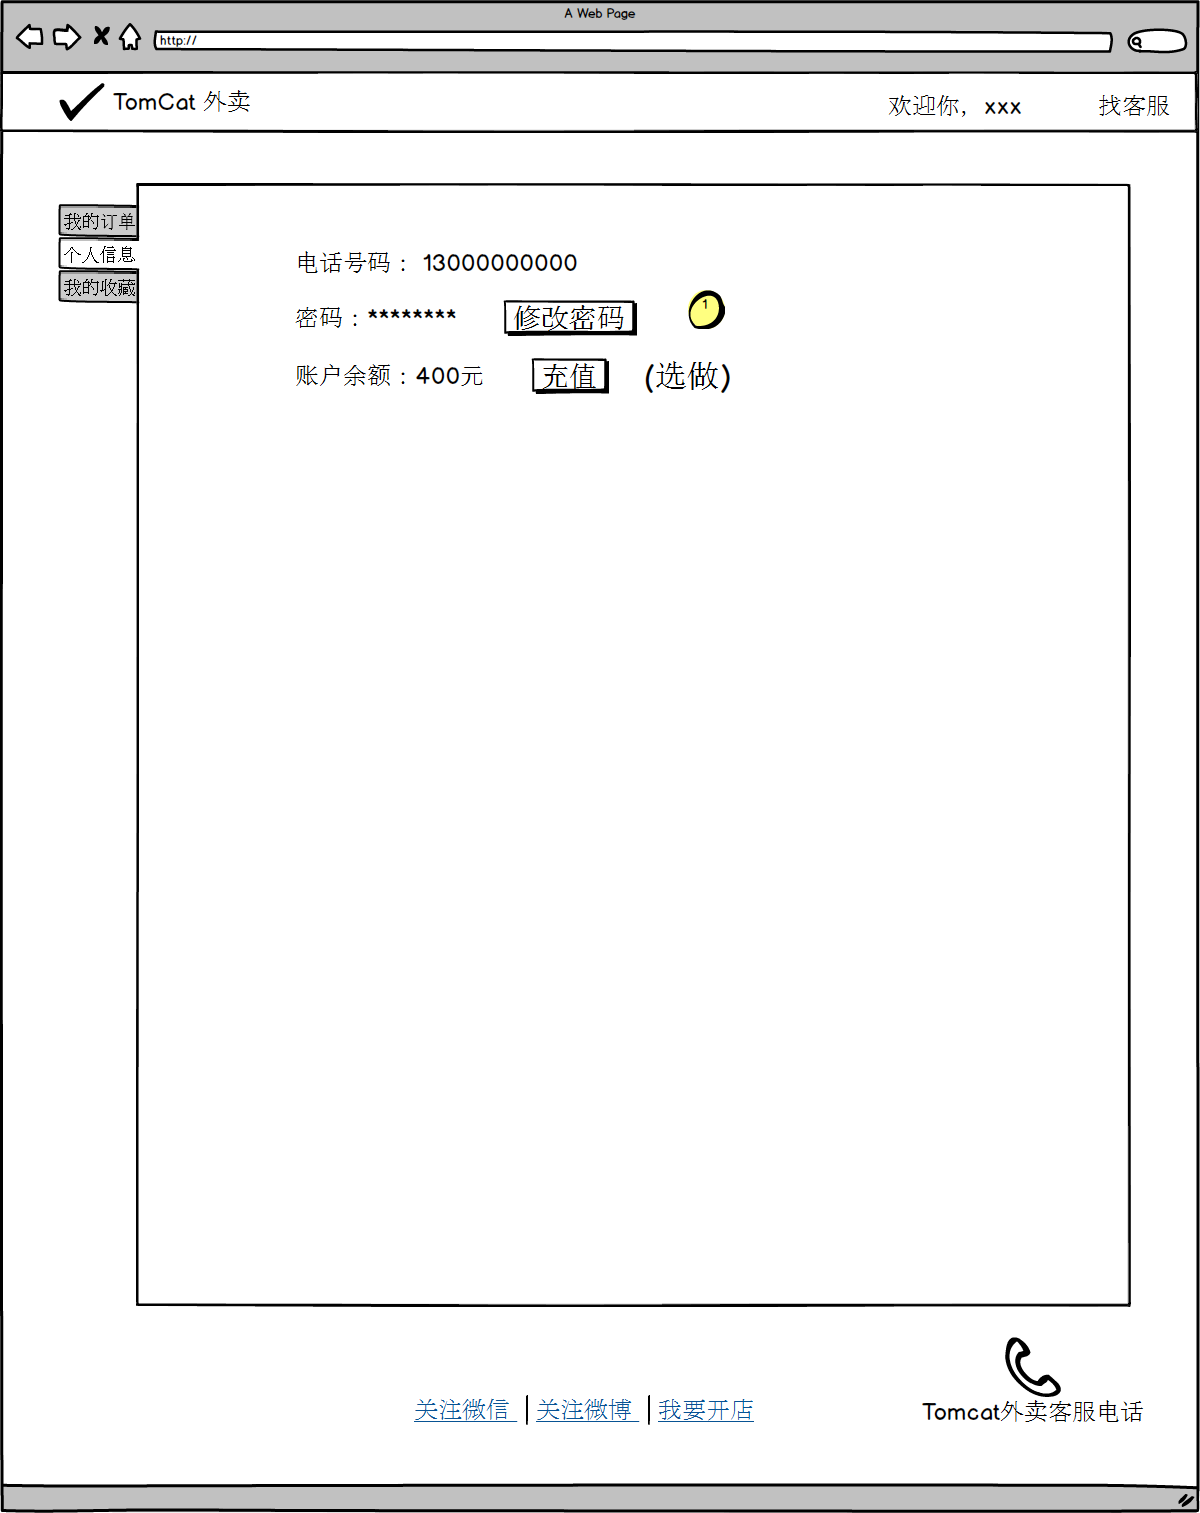 A Web Page
http://
TomCat 外卖
欢迎你，xxx
找客服
我的订单
个人信息
我的收藏
电话号码：13000000000
密码：********
修改密码
1
账户余额：400元
充值
(选做)
关注微信
关注微博
我要开店
Tomcat外卖客服电话